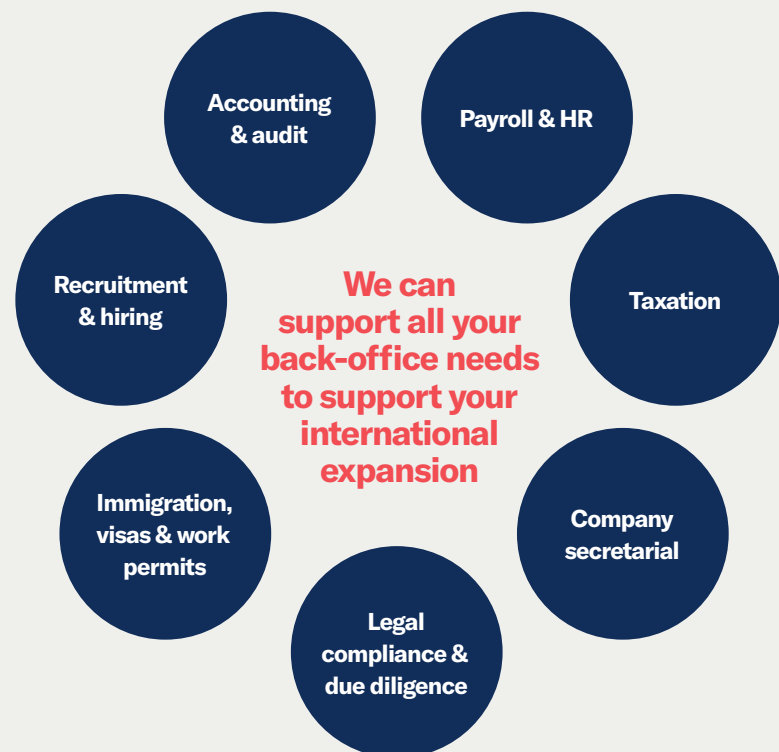 Accounting
& audit
Payroll & HR
Recruitment
& hiring
We can
support all your
back-office needs
to support your
international
expansion
Taxation
Immigration,
visas & work
permits
Company
secretarial
Legal
compliance &
due diligence